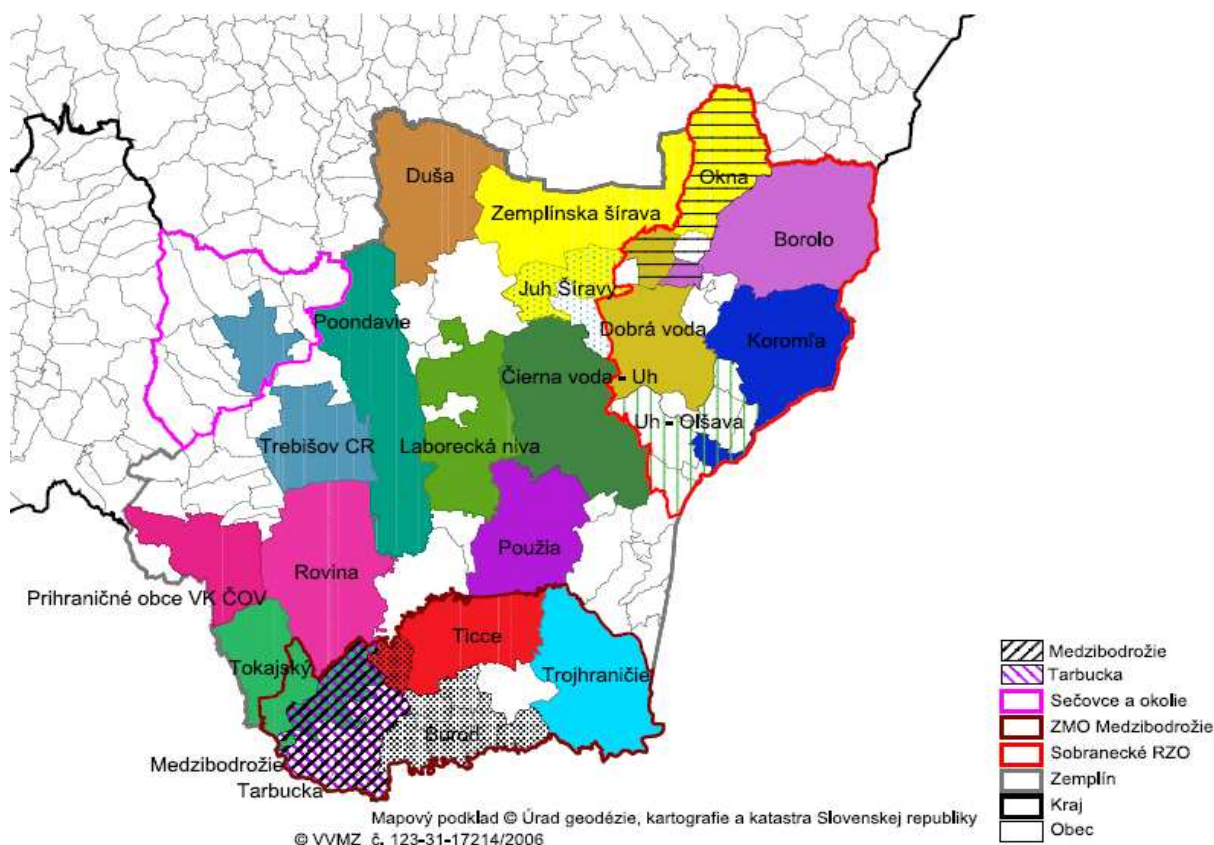 Duša
Okna
Zemplínska šírava
Borolo
Juh Šíravy
Poondavie
Dobrá voda
Koromľa
Čierna voda - Uh
Uh - Olšava
Trebišov ČR
Laborecká niva
Použia
Rovina
Prihraničné obce VK ČOV
Ticce
Tokajský
Trojhraničie
Medzibodrožie
Tarbucka
Medzibodrožie
Tarbucka
Sečovce a okolie
ZMO Medzibodrožie
Sobranecké RZO
Zemplín
Kraj
Obec
Mapový podklad © Úrad geodézie, kartografie a katastra Slovenskej republiky
© VVMZ č. 123-31-17214/2006